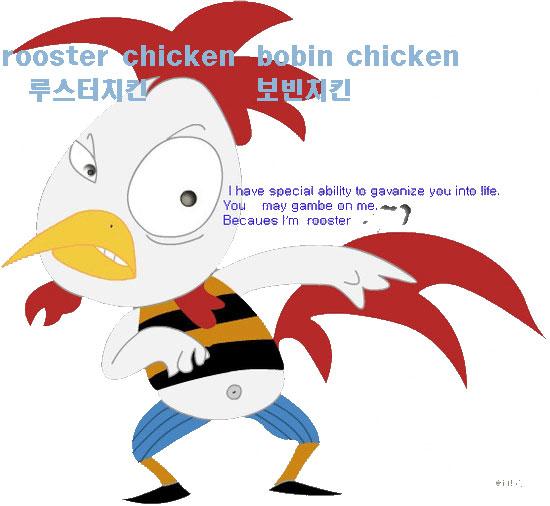 rooster chicken bobin chicken
루스터치킨 보빈치킨
I have special ability to gavanize you into life.
You may gambe on me.
Becaues I'm rooster